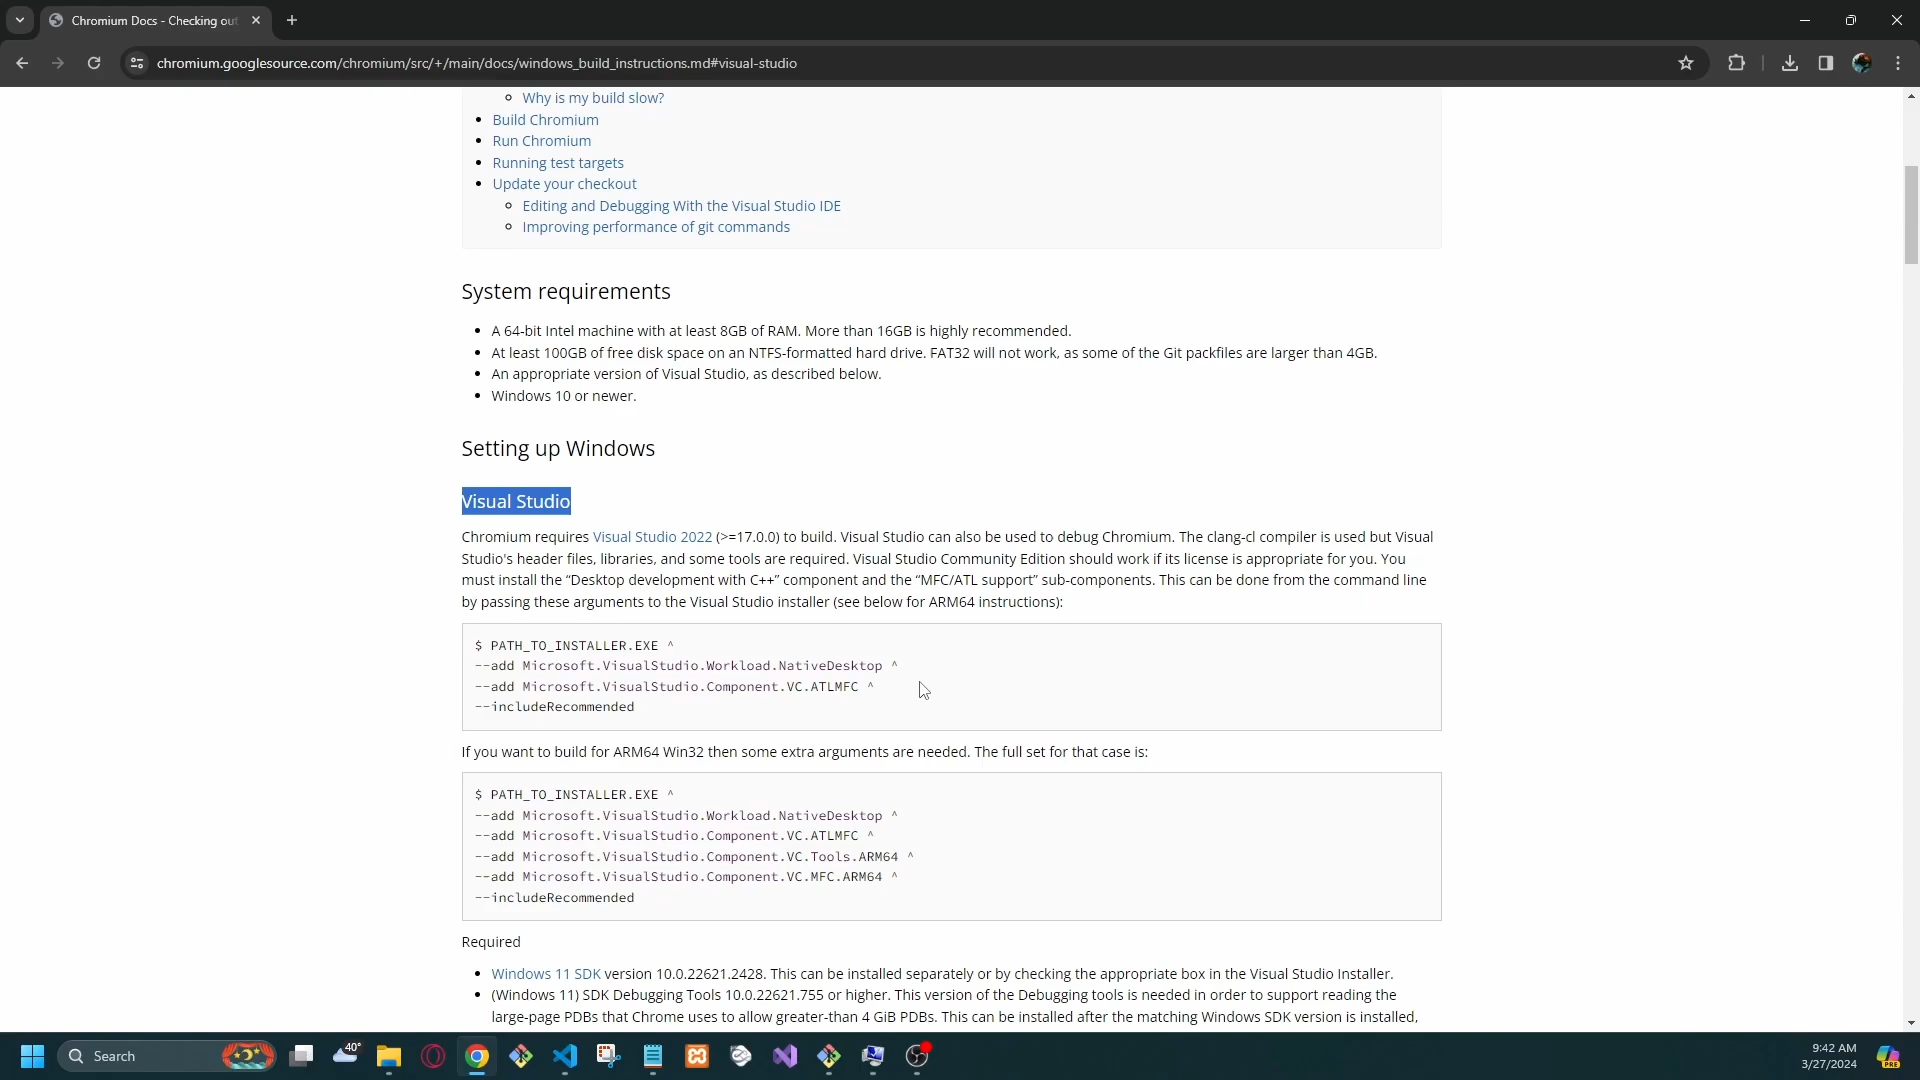 Chromium Docs - Checking out
chromium.googlesource.com/chromium/src/+/main/docs/windows_build_instructions.md#visual-studio
Why is my build slow?
Build Chromium
Run Chromium
Running test targets
Update your checkout
Editing and Debugging With the Visual Studio IDE
Improving performance of git commands
System requirements
A 64-bit Intel machine with at least 8GB of RAM. More than 16GB is highly recommended.
At least 100GB of free disk space on an NTFS-formatted hard drive. FAT32 will not work, as some of the Git packfiles are larger than 4GB.
An appropriate version of Visual Studio, as described below.
Windows 10 or newer.
Setting up Windows
Visual Studio
Chromium requires Visual Studio 2022 (>=17.0.0) to build. Visual Studio can also be used to debug Chromium. The clang-cl compiler is used but Visual
Studio's header files, libraries, and some tools are required. Visual Studio Community Edition should work if its license is appropriate for you. You
must install the “Desktop development with C++” component and the “MFC/ATL support” sub-components. This can be done from the command line
by passing these arguments to the Visual Studio installer (see below for ARM64 instructions):
$ PATH_TO_INSTALLER.EXE ^
--add Microsoft.VisualStudio.Workload.NativeDesktop ^
--add Microsoft.VisualStudio.Component.VC.ATLMFC ^
--includeRecommended
If you want to build for ARM64 Win32 then some extra arguments are needed. The full set for that case is:
$ PATH_TO_INSTALLER.EXE ^
--add Microsoft.VisualStudio.Workload.NativeDesktop ^
--add Microsoft.VisualStudio.Component.VC.ATLMFC ^
--add Microsoft.VisualStudio.Component.VC.Tools.ARM64 ^
--add Microsoft.VisualStudio.Component.VC.MFC.ARM64 ^
--includeRecommended
Required
Windows 11 SDK version 10.0.22621.2428. This can be installed separately or by checking the appropriate box in the Visual Studio Installer.
(Windows 11) SDK Debugging Tools 10.0.22621.755 or higher. This version of the Debugging tools is needed in order to support reading the
large-page PDBs that Chrome uses to allow greater-than 4 GiB PDBs. This can be installed after the matching Windows SDK version is installed,
Search
40°
9:42 AM
3/27/2024
PRE